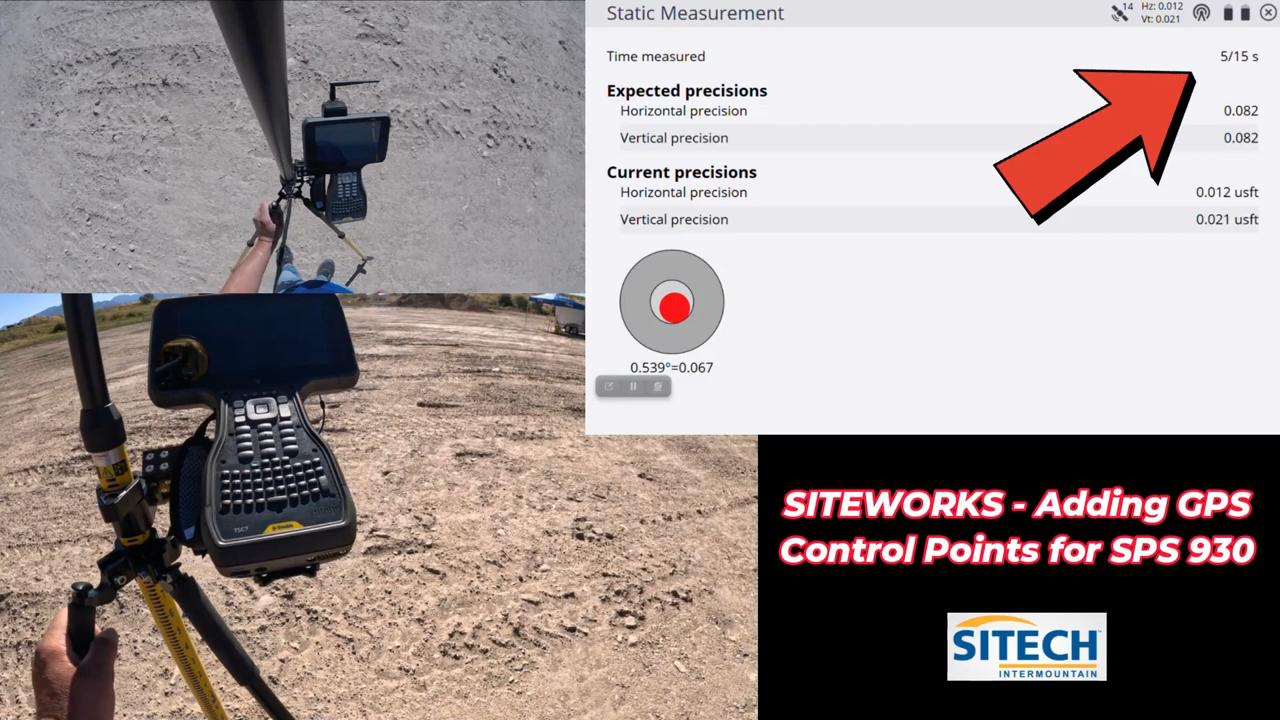 Static Measurement
14
Hz: 0.012
Vt: 0.021
Time measured 5/15 s
Expected precisions
Horizontal precision 0.082
Vertical precision 0.082
Current precisions
Horizontal precision 0.012 usft
Vertical precision 0.021 usft
0.539°=0.067
TSC7
Trimble
SITEWORKS - Adding GPS
Control Points for SPS 930
SITECH
INTERMOUNTAIN